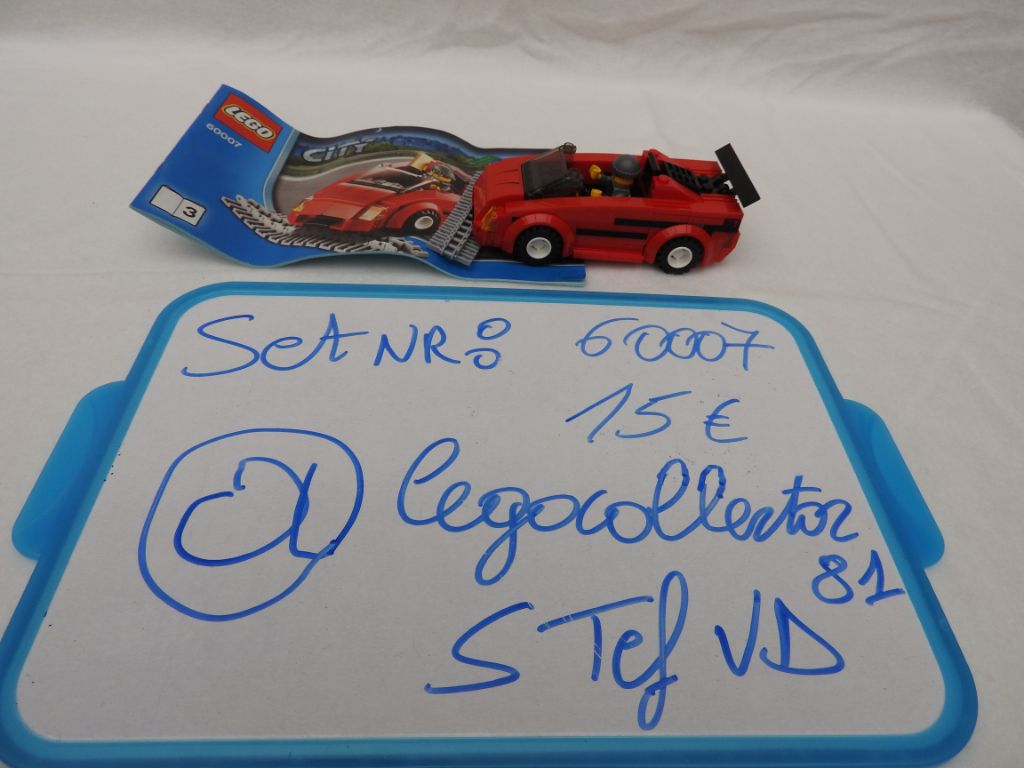 LEGO
60007
CITY
3
Set NR: 60007
15 €
@ legocollector
81
STef VD